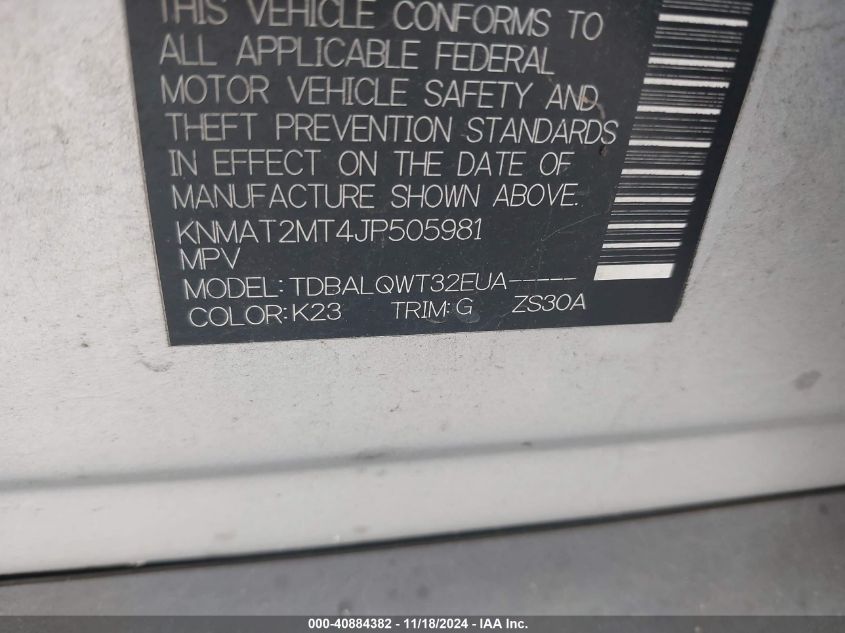 THIS VEHICLE CONFORMS TO
ALL APPLICABLE FEDERAL
MOTOR VEHICLE SAFETY AND
THEFT PREVENTION STANDARDS
IN EFFECT ON THE DATE OF
MANUFACTURE SHOWN ABOVE.
KNMAT2MT4JP505981
MPV
MODEL: TDBALQWT32EUA-----
COLOR:K23 TRIM:G ZS30A
000-40884382 - 11/18/2024 - IAA Inc.